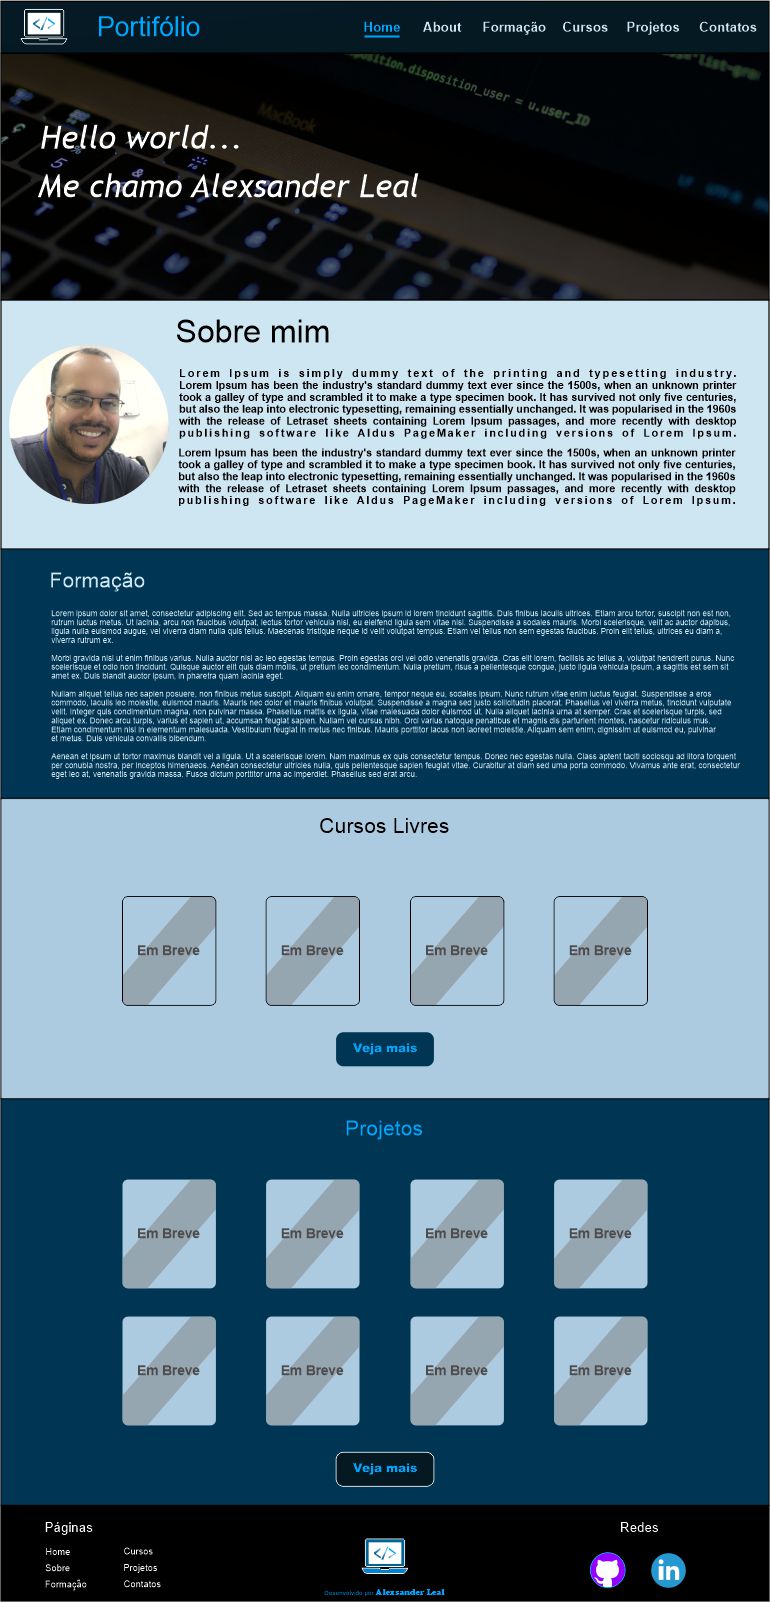 </>
Portifólio
Home About Formação Cursos Projetos Contatos
.disposition_user = u.user_ID
MacBook
Hello world...
Me chamo Alexsander Leal
Sobre mim
Lorem Ipsum is simply dummy text of the printing and typesetting industry.
Lorem Ipsum has been the industry's standard dummy text ever since the 1500s, when an unknown printer
took a galley of type and scrambled it to make a type specimen book. It has survived not only five centuries,
but also the leap into electronic typesetting, remaining essentially unchanged. It was popularised in the 1960s
with the release of Letraset sheets containing Lorem Ipsum passages, and more recently with desktop
publishing software like Aldus PageMaker including versions of Lorem Ipsum.
Lorem Ipsum has been the industry's standard dummy text ever since the 1500s, when an unknown printer
took a galley of type and scrambled it to make a type specimen book. It has survived not only five centuries,
but also the leap into electronic typesetting, remaining essentially unchanged. It was popularised in the 1960s
with the release of Letraset sheets containing Lorem Ipsum passages, and more recently with desktop
publishing software like Aldus PageMaker including versions of Lorem Ipsum.
Formação
Lorem ipsum dolor sit amet, consectetur adipiscing elit. Sed ac tempus massa. Nulla ultricies ipsum id lorem tincidunt sagittis. Duis finibus iaculis ultrices. Etiam arcu tortor, suscipit non est non,
rutrum luctus metus. Ut lacinia, arcu non faucibus volutpat, lectus tortor vehicula nisi, eu eleifend ligula sem vitae nisl. Suspendisse a sodales mauris. Morbi scelerisque, velit ac auctor dapibus,
ligula nulla euismod augue, vel viverra diam nulla quis tellus. Maecenas tristique neque id velit volutpat tempus. Etiam vel tellus non sem egestas faucibus. Proin elit tellus, ultrices eu diam a,
viverra rutrum ex.
Morbi gravida nisi ut enim finibus varius. Nulla auctor nisi ac leo egestas tempus. Proin egestas orci vel odio venenatis gravida. Cras elit lorem, facilisis ac tellus a, volutpat hendrerit purus. Nunc
scelerisque et odio non tincidunt. Quisque auctor elit quis diam mollis, ut pretium leo condimentum. Nulla pretium, risus a pellentesque congue, justo ligula vehicula ipsum, a sagittis est sem sit
amet ex. Duis blandit auctor ipsum, in pharetra quam lacinia eget.
Nullam aliquet tellus nec sapien posuere, non finibus metus suscipit. Aliquam eu enim ornare, tempor neque eu, sodales ipsum. Nunc rutrum vitae enim luctus feugiat. Suspendisse a eros
commodo, iaculis leo molestie, euismod mauris. Mauris nec dolor et mauris finibus volutpat. Suspendisse a magna sed justo sollicitudin placerat. Phasellus vel viverra metus, tincidunt vulputate
velit. Integer quis condimentum magna, non pulvinar massa. Phasellus mattis ex ligula, vitae malesuada dolor euismod ut. Nulla aliquet lacinia urna at semper. Cras et scelerisque turpis, sed
aliquet ex. Donec arcu turpis, varius et sapien ut, accumsan feugiat sapien. Nullam vel cursus nibh. Orci varius natoque penatibus et magnis dis parturient montes, nascetur ridiculus mus.
Etiam condimentum nisl in elementum malesuada. Vestibulum feugiat in metus nec finibus. Mauris porttitor lacus non laoreet molestie. Aliquam sem enim, dignissim ut euismod eu, pulvinar
et metus. Duis vehicula convallis bibendum.
Aenean et ipsum ut tortor maximus blandit vel a ligula. Ut a scelerisque lorem. Nam maximus ex quis consectetur tempus. Donec nec egestas nulla. Class aptent taciti sociosqu ad litora torquent
per conubia nostra, per inceptos himenaeos. Aenean consectetur ultricies nulla, quis pellentesque sapien feugiat vitae. Curabitur at diam sed urna porta commodo. Vivamus ante erat, consectetur
eget leo at, venenatis gravida massa. Fusce dictum porttitor urna ac imperdiet. Phasellus sed erat arcu.
Cursos Livres
Em Breve Em Breve Em Breve Em Breve
Veja mais
Projetos
Em Breve Em Breve Em Breve Em Breve
Em Breve Em Breve Em Breve Em Breve
Veja mais
Páginas
Home Cursos
Sobre Projetos
Formação Contatos
</>
Desenvolvido por Alexsander Leal
Redes
in